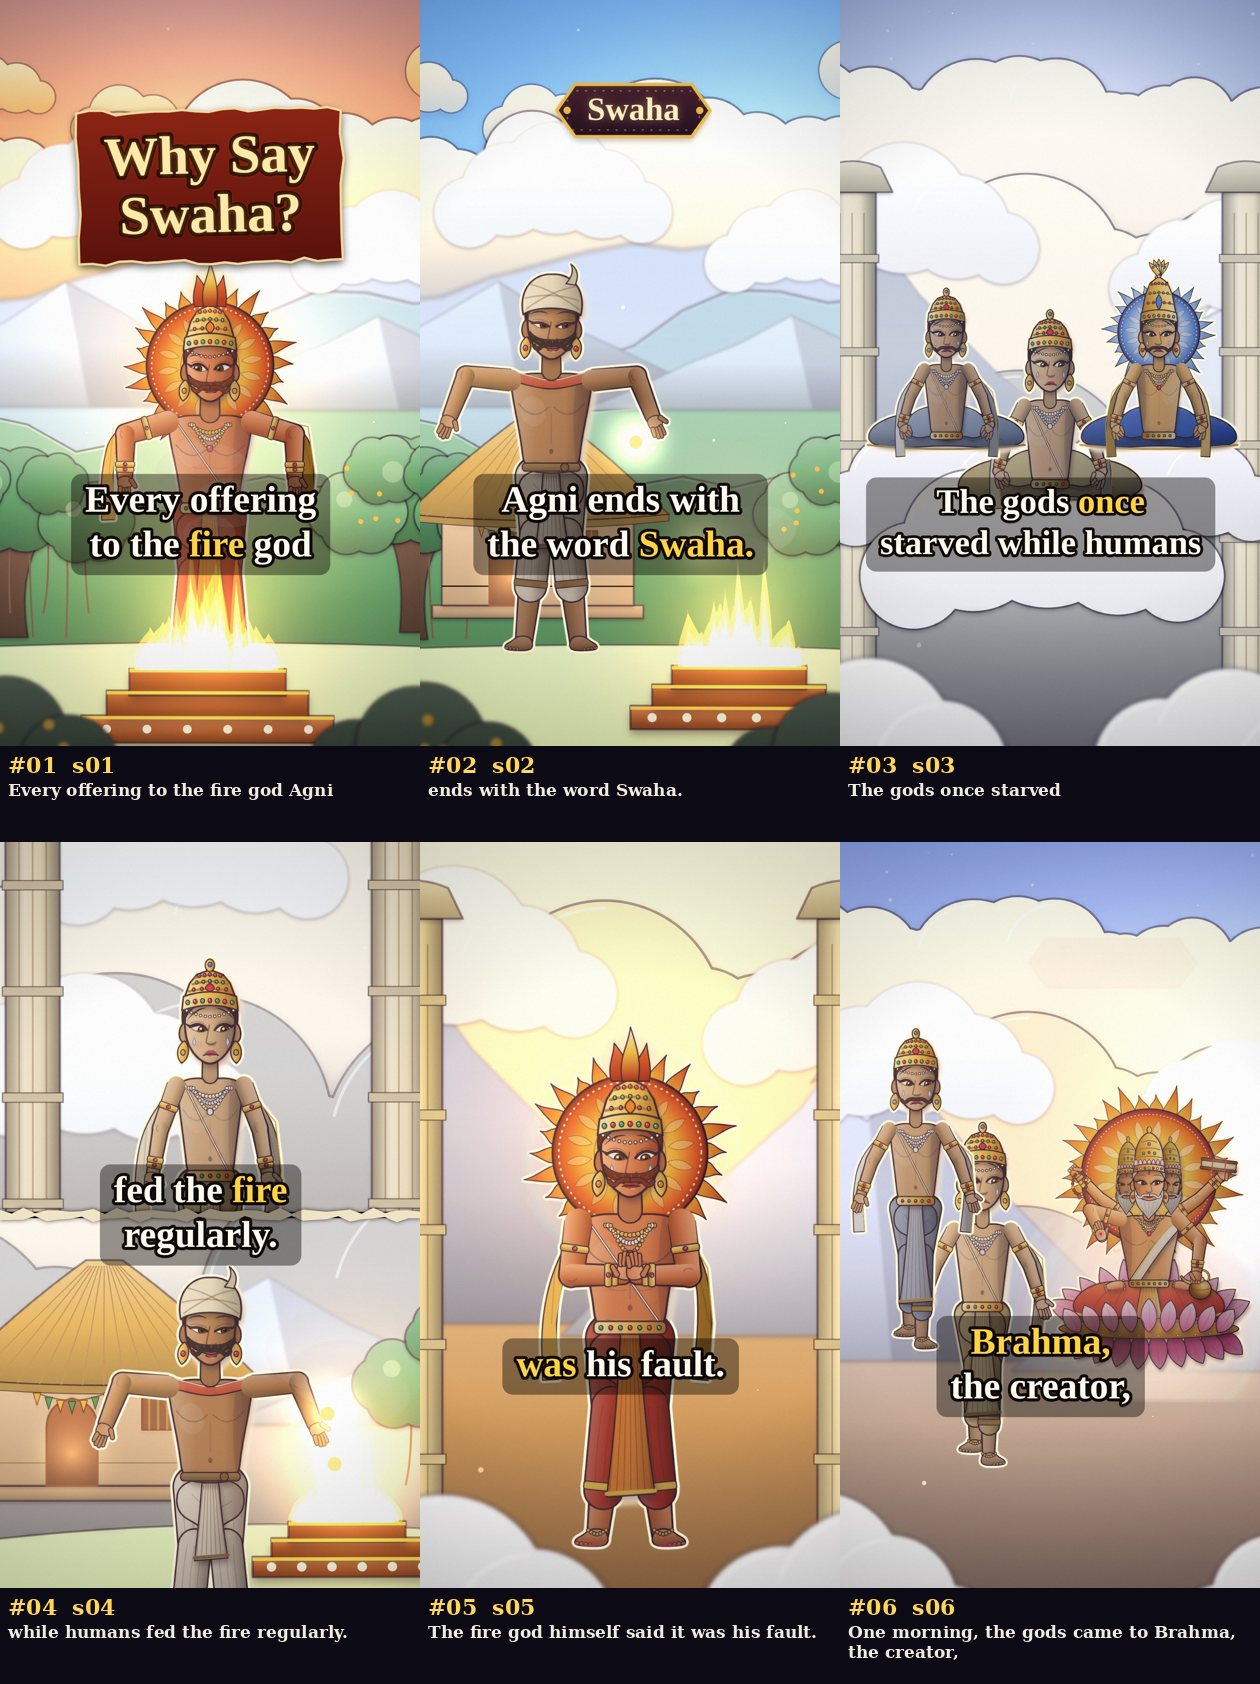 Why Say
Swaha?
Every offering
to the fire god
#01 s01
Every offering to the fire god Agni
Swaha
Agni ends with
the word Swaha.
#02 s02
ends with the word Swaha.
The gods once
starved while humans
#03 s03
The gods once starved
fed the fire
regularly.
#04 s04
while humans fed the fire regularly.
was his fault.
#05 s05
The fire god himself said it was his fault.
Brahma,
the creator,
#06 s06
One morning, the gods came to Brahma,
the creator,